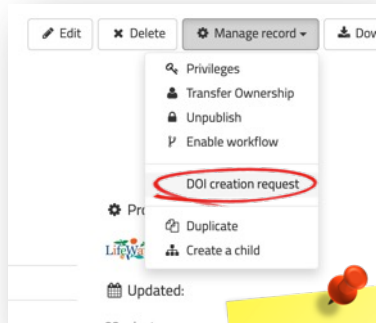 Edit
Delete
Manage record
Privileges
Transfer Ownership
Unpublish
Enable workflow
DOI creation request
Duplicate
Create a child
Updated: